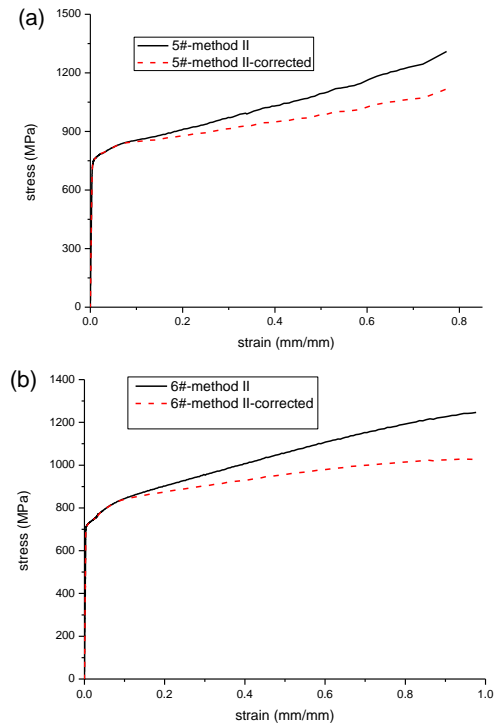 (a)
5#-method II
5#-method II-corrected
1500
1200
900
600
300
0
stress (MPa)
0.0 0.2 0.4 0.6 0.8
strain (mm/mm)
(b)
6#-method II
6#-method II-corrected
1400
1200
1000
800
600
400
200
0
stress (MPa)
0.0 0.2 0.4 0.6 0.8 1.0
strain (mm/mm)